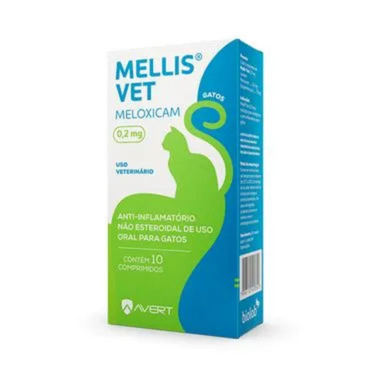 MELLIS®
VET
MELOXICAM
0,2 mg
GATOS
USO
VETERINÁRIO
ANTI-INFLAMATÓRIO
NÃO ESTEROIDAL DE USO
ORAL PARA GATOS
CONTÉM 10
COMPRIMIDOS
AVERT
biolab